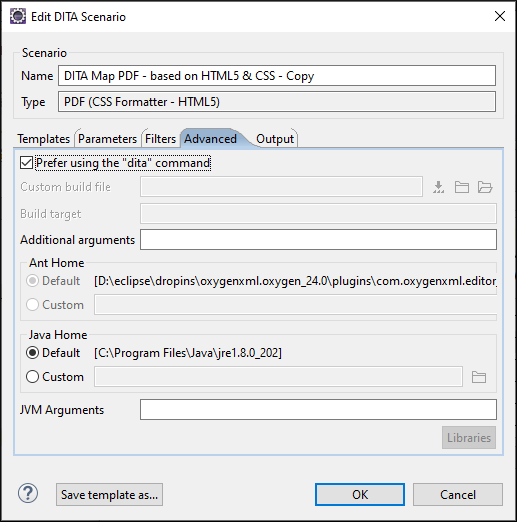 Edit DITA Scenario
Scenario
Name DITA Map PDF - based on HTML5 & CSS - Copy
Type PDF (CSS Formatter - HTML5)
Templates Parameters Filters Advanced Output
Prefer using the "dita" command
Custom build file
Build target
Additional arguments
Ant Home
Default [D:\eclipse\dropins\oxygenxml.oxygen_24.0\plugins\com.oxygenxml.editor_
Custom
Java Home
Default [C:\Program Files\Java\jre1.8.0_202]
Custom
JVM Arguments
Libraries
? Save template as... OK Cancel